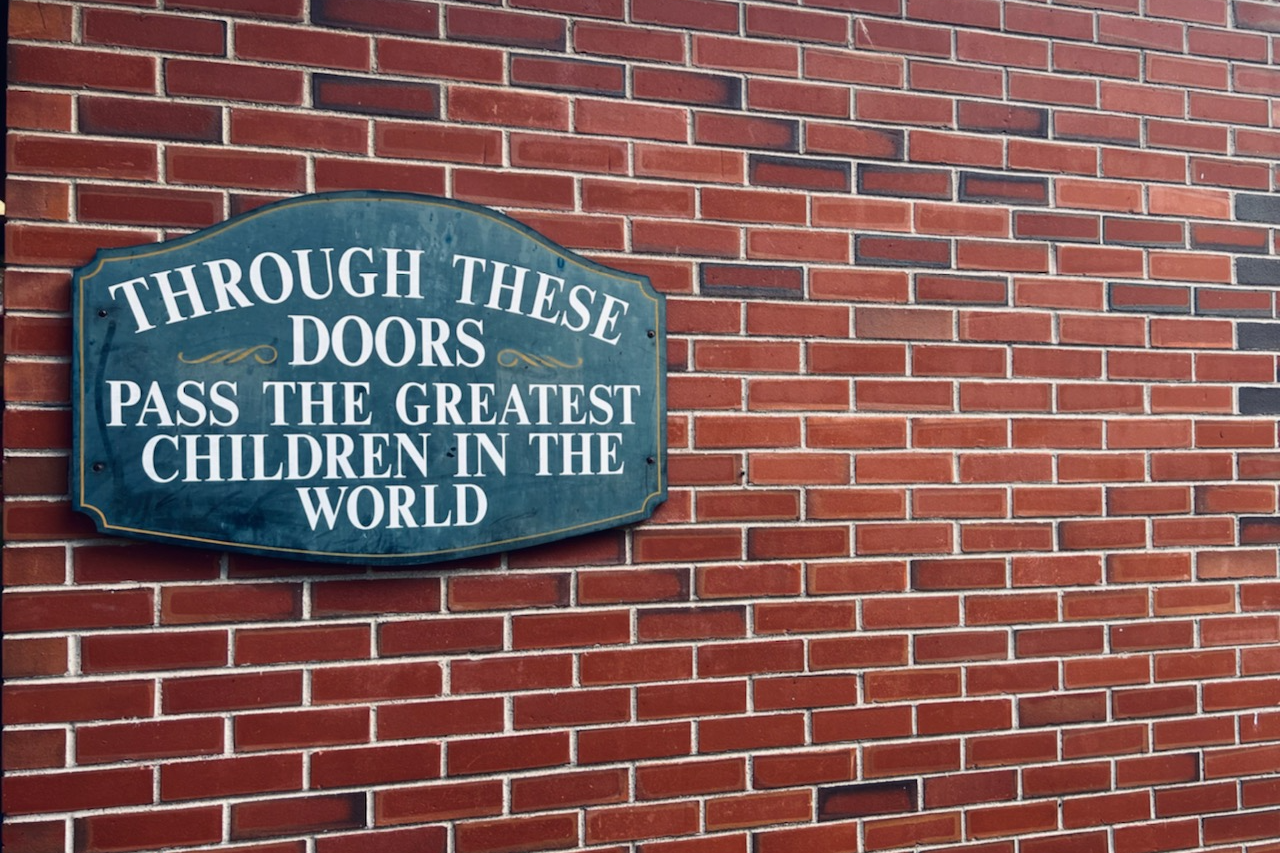 THROUGH THESE
DOORS
PASS THE GREATEST
CHILDREN IN THE
WORLD